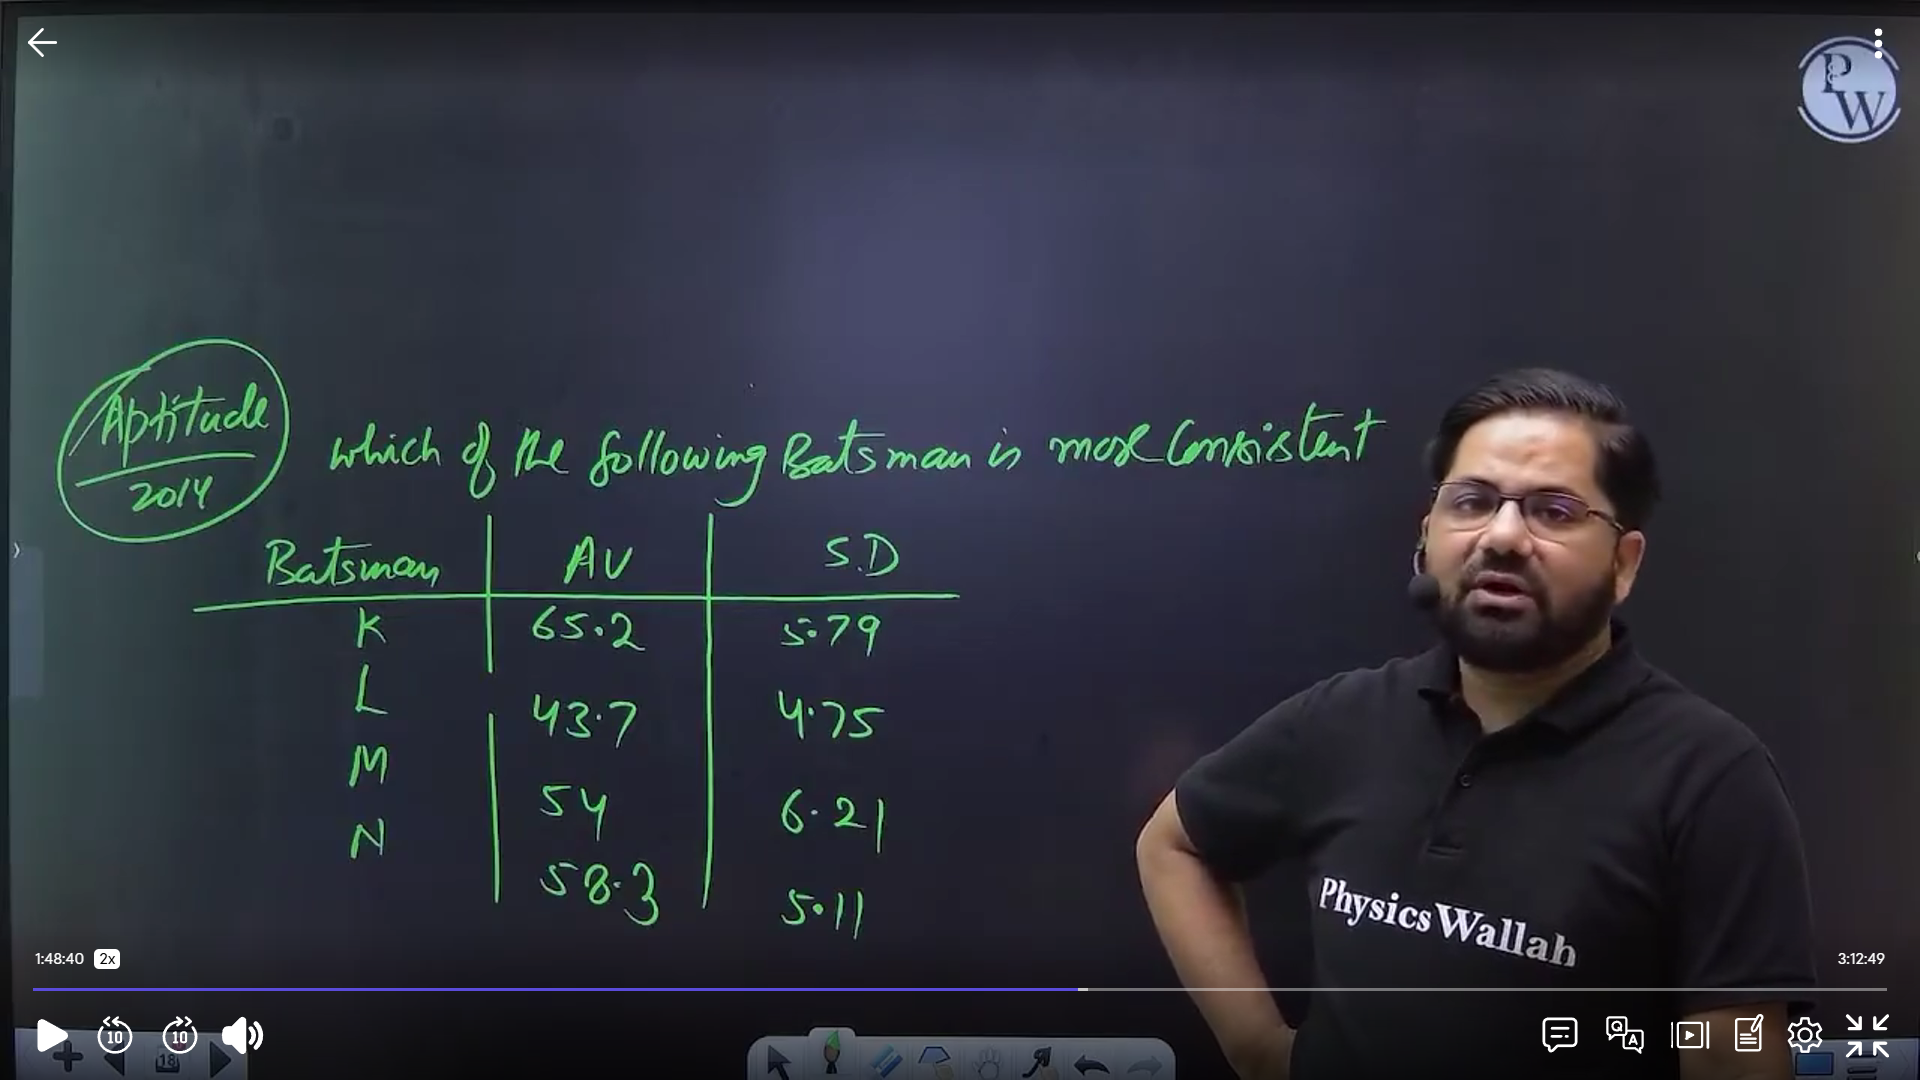 PW
Aptitude
2014
which of the following Batsman is most Consistent
Batsman AV S.D
K 65.2 5.79
L 43.7 4.75
M 54 6.21
N 58.3 5.11
Physics Wallah
1:48:40 2x 3:12:49
10 10
18